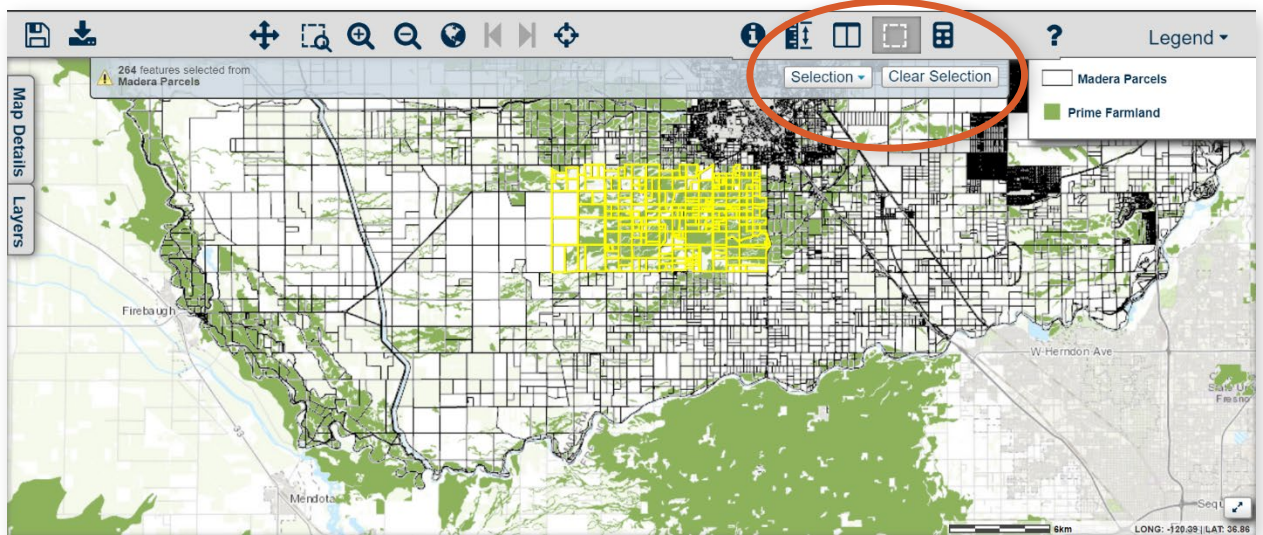 ? Legend
264 features selected from
Madera Parcels
Selection Clear Selection
Madera Parcels
Prime Farmland
Map Details
Layers
Firebaugh
W Herndon Ave
Fresno
33
Mendota
6km
LONG: -120.39 | LAT: 36.86